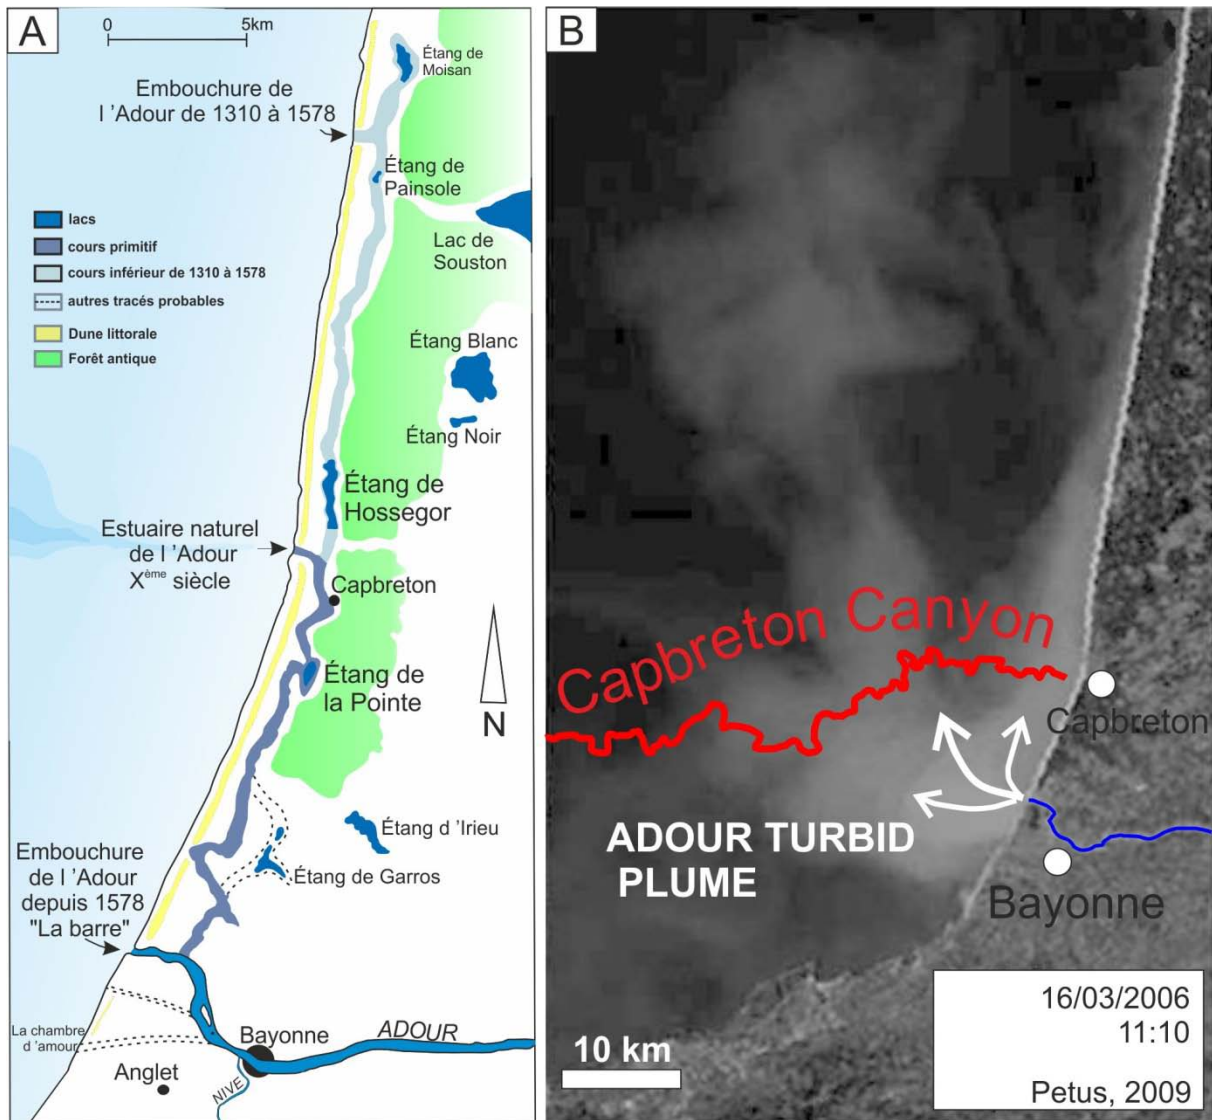 A
0
5km
Étang de
Moisan
Embouchure de
l 'Adour de 1310 à 1578
Étang de
Painsole
lacs
cours primitif
cours inférieur de 1310 à 1578
autres tracés probables
Dune littorale
Forêt antique
Lac de
Souston
Étang Blanc
Étang Noir
Étang de
Hossegor
Estuaire naturel
de l 'Adour
Xème siècle
Capbreton
Étang de
la Pointe
N
Étang d 'Irieu
Étang de Garros
Embouchure
de l 'Adour
depuis 1578
"La barre"
La chambre
d 'amour
Bayonne
ADOUR
Anglet
NIVE
B
Capbreton Canyon
Capbreton
ADOUR TURBID
PLUME
Bayonne
10 km
16/03/2006
11:10
Petus, 2009